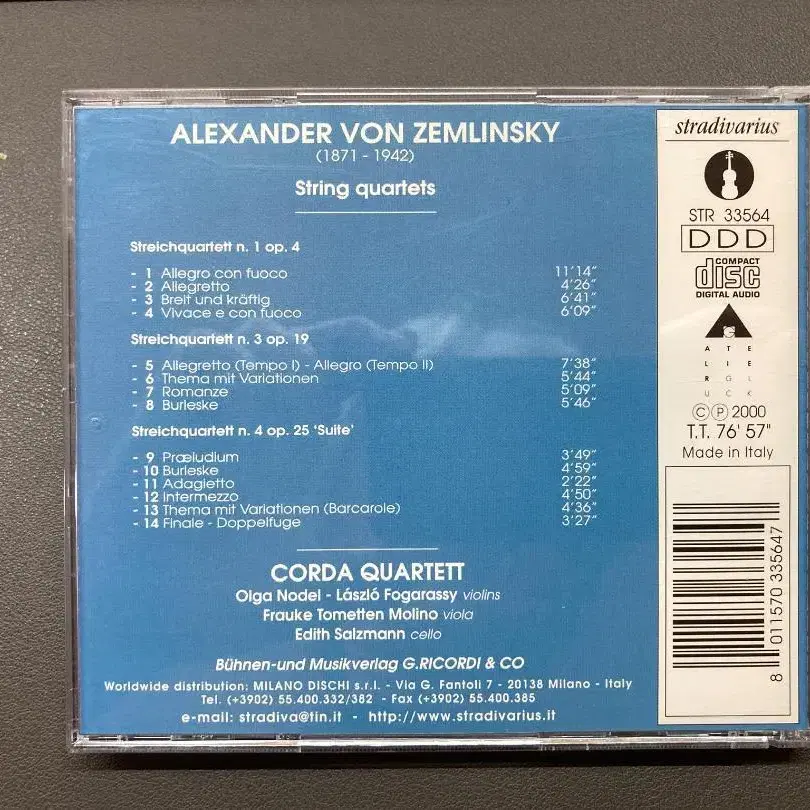 ALEXANDER VON ZEMLINSKY
(1871 - 1942)
String quartets
Streichquartett n. 1 op. 4
- 1 Allegro con fuoco 11'14"
- 2 Allegretto 4'26"
- 3 Breit und kräftig 6'41"
- 4 Vivace e con fuoco 6'09"
Streichquartett n. 3 op. 19
- 5 Allegretto (Tempo I) - Allegro (Tempo II) 7'38"
- 6 Thema mit Variationen 5'44"
- 7 Romanze 5'09"
- 8 Burleske 5'46"
Streichquartett n. 4 op. 25 'Suite'
- 9 Præludium 3'49"
- 10 Burleske 4'59"
- 11 Adagietto 2'22"
- 12 Intermezzo 4'50"
- 13 Thema mit Variationen (Barcarole) 4'36"
- 14 Finale - Doppelfuge 3'27"
CORDA QUARTETT
Olga Nodel - László Fogarassy violins
Frauke Tometten Molino viola
Edith Salzmann cello
Bühnen-und Musikverlag G.RICORDI & CO
Worldwide distribution: MILANO DISCHI s.r.l. - Via G. Fantoli 7 - 20138 Milano - Italy
Tel. (+3902) 55.400.332/382 - Fax (+3902) 55.400.385
e-mail: stradiva@tin.it - http://www.stradivarius.it
stradivarius
STR 33564
DDD
COMPACT
disc
DIGITAL AUDIO
A T E
L I E
R G L
U C K
©℗ 2000
T.T. 76' 57"
Made in Italy
8 011570 335647